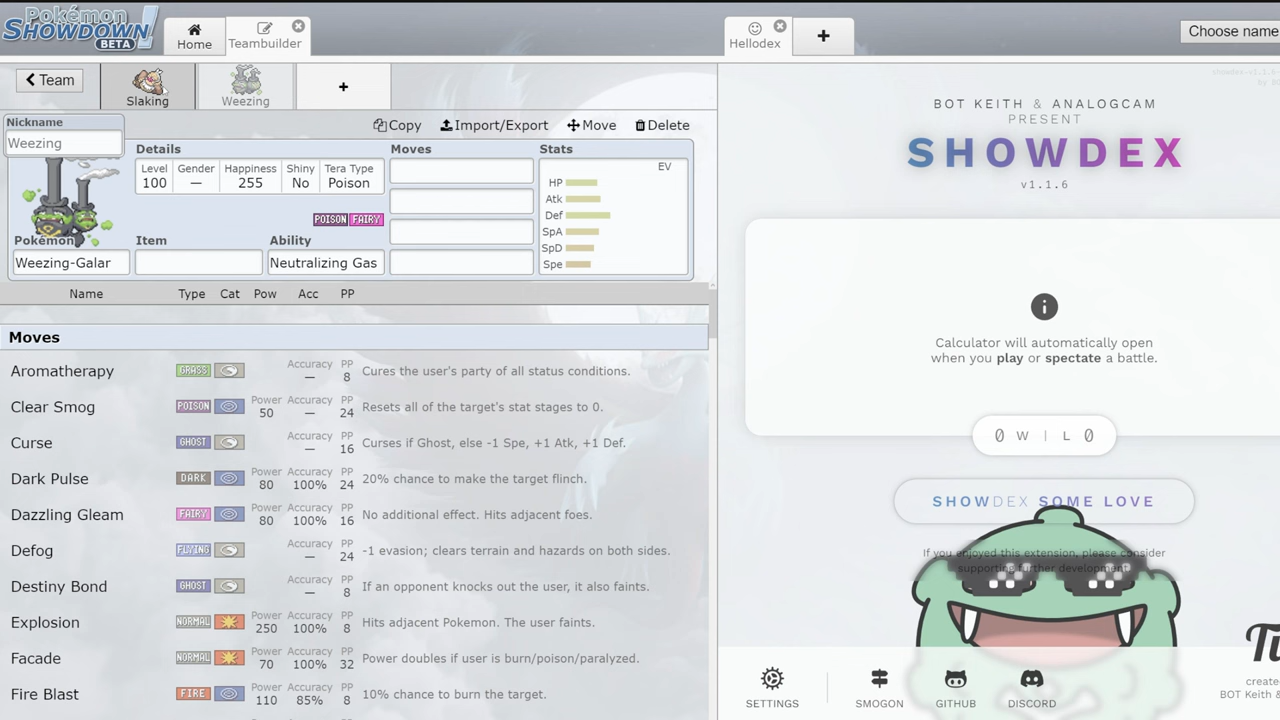 Pokémon
SHOWDOWN!
BETA
Home
Teambuilder
Hellodex
+
Choose name
Team
Slaking
Weezing
+
Nickname
Weezing
Copy
Import/Export
Move
Delete
Details
Moves
Stats
Level
Gender
Happiness
Shiny
Tera Type
100
—
255
No
Poison
EV
HP
Atk
Def
SpA
SpD
Spe
POISON FAIRY
Pokémon
Item
Ability
Weezing-Galar
Neutralizing Gas
Name Type Cat Pow Acc PP
Moves
Aromatherapy GRASS Accuracy — PP 8 Cures the user's party of all status conditions.
Clear Smog POISON Power 50 Accuracy — PP 24 Resets all of the target's stat stages to 0.
Curse GHOST Accuracy — PP 16 Curses if Ghost, else -1 Spe, +1 Atk, +1 Def.
Dark Pulse DARK Power 80 Accuracy 100% PP 24 20% chance to make the target flinch.
Dazzling Gleam FAIRY Power 80 Accuracy 100% PP 16 No additional effect. Hits adjacent foes.
Defog FLYING Accuracy — PP 24 -1 evasion; clears terrain and hazards on both sides.
Destiny Bond GHOST Accuracy — PP 8 If an opponent knocks out the user, it also faints.
Explosion NORMAL Power 250 Accuracy 100% PP 8 Hits adjacent Pokemon. The user faints.
Facade NORMAL Power 70 Accuracy 100% PP 32 Power doubles if user is burn/poison/paralyzed.
Fire Blast FIRE Power 110 Accuracy 85% PP 8 10% chance to burn the target.
BOT KEITH & ANALOGCAM
PRESENT
SHOWDEX
v1.1.6
Calculator will automatically open
when you play or spectate a battle.
0 W | L 0
SHOWDEX SOME LOVE
If you enjoyed this extension, please consider
supporting further development.
SETTINGS
SMOGON
GITHUB
DISCORD
BOT Keith &